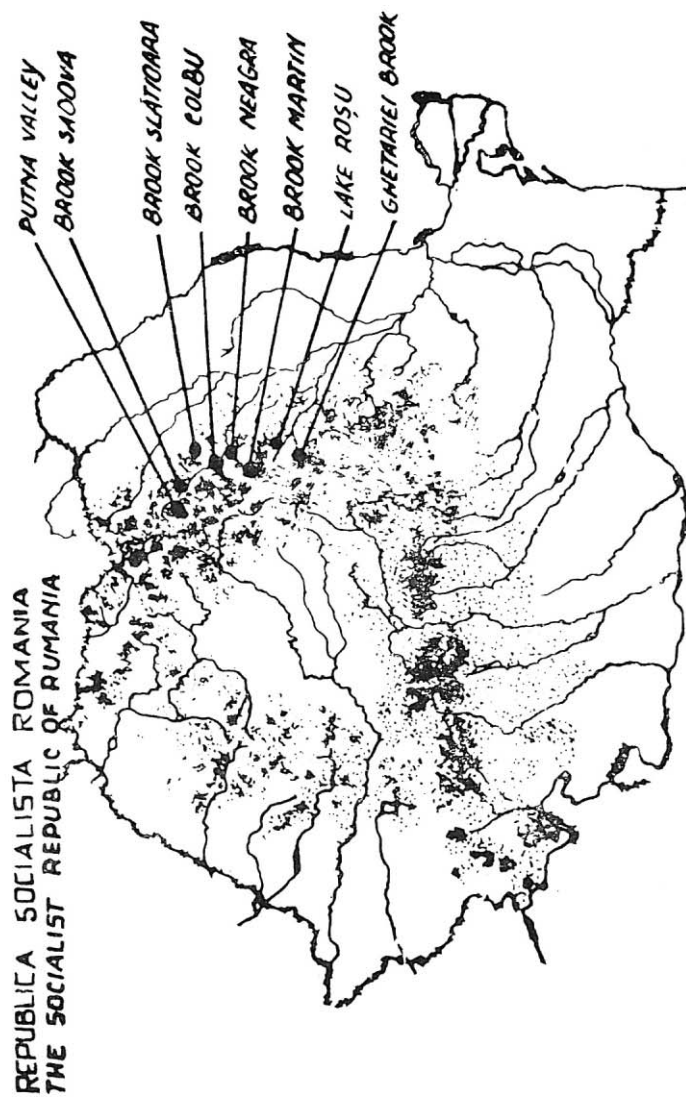 REPUBLICA SOCIALISTA ROMANIA
THE SOCIALIST REPUBLIC OF RUMANIA
PUTNA VALLEY
BROOK SADOVA
BROOK SLĂTIOARA
BROOK COLBU
BROOK NEAGRA
BROOK MARTIN
LAKE ROŞU
GHETARIEI BROOK